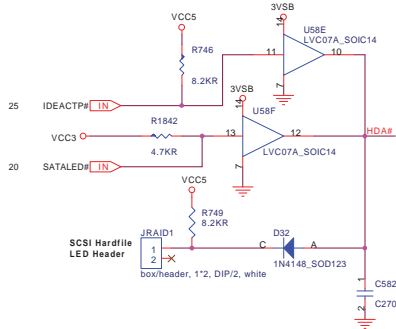 3VSB
VCC5
14
U58E
LVC07A_SOIC14
R746
11
10
8.2KR
3VSB
7
25 IDEACTP# IN
14
U58F
R1842
VCC3
13
12
HDA#
4.7KR
LVC07A_SOIC14
20 SATALED# IN
7
VCC5
R749
8.2KR
SCSI Hardfile
LED Header
JRAID1
D32
1
C
A
2
1N4148_SOD123
box/header, 1*2, DIP/2, white
1
C582
2
C270